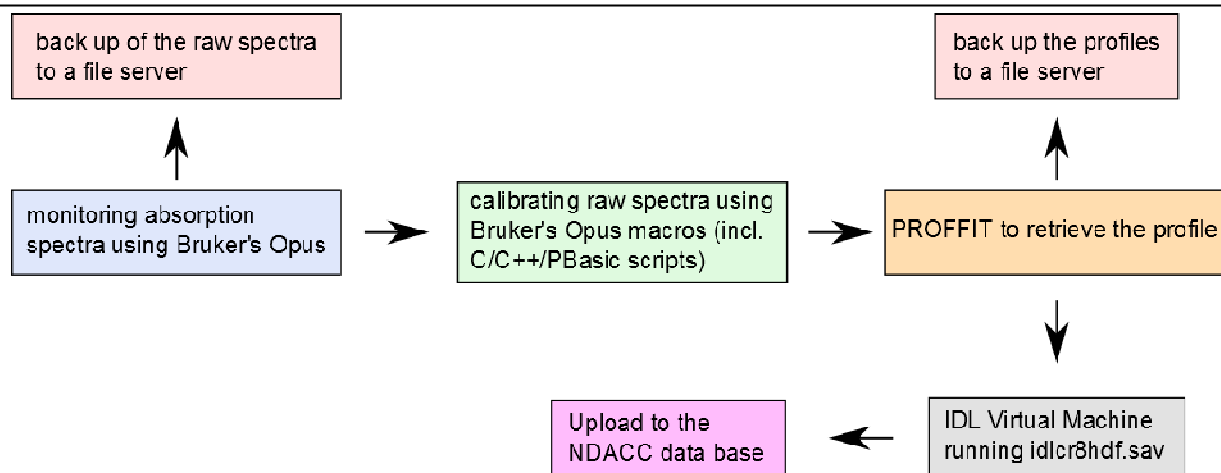 back up of the raw spectra
to a file server
back up the profiles
to a file server
monitoring absorption
spectra using Bruker's Opus
calibrating raw spectra using
Bruker's Opus macros (incl.
C/C++/PBasic scripts)
PROFFIT to retrieve the profile
Upload to the
NDACC data base
IDL Virtual Machine
running idlcr8hdf.sav